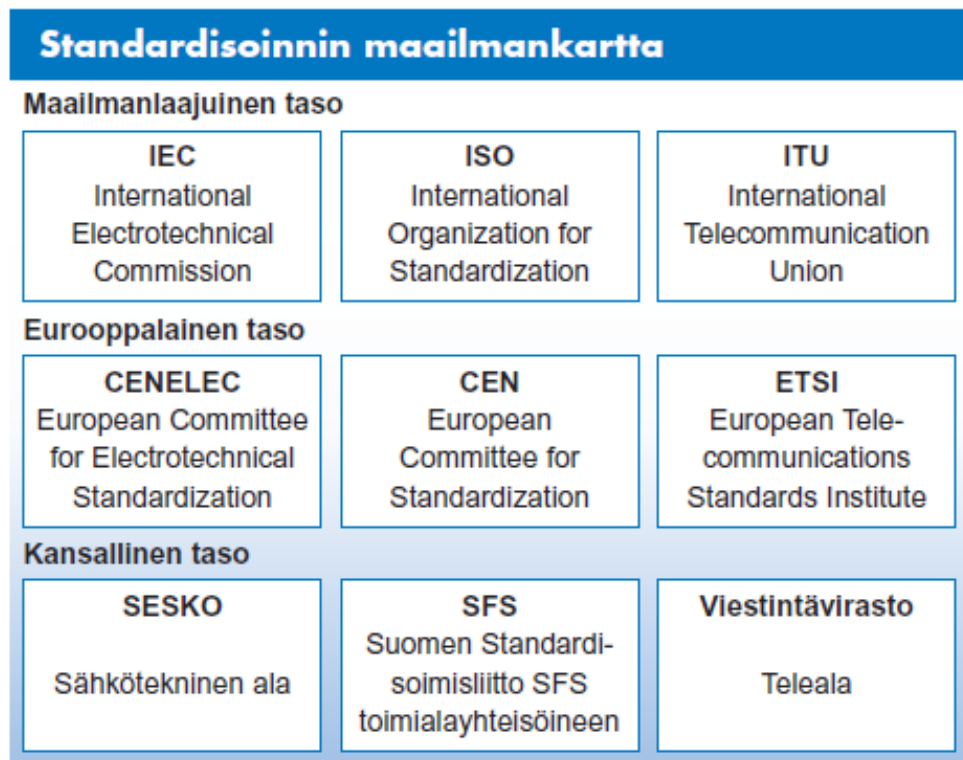 Standardisoinnin maailmankartta
Maailmanlaajuinen taso
IEC
International
Electrotechnical
Commission
ISO
International
Organization for
Standardization
ITU
International
Telecommunication
Union
Eurooppalainen taso
CENELEC
European Committee
for Electrotechnical
Standardization
CEN
European
Committee for
Standardization
ETSI
European Tele-
communications
Standards Institute
Kansallinen taso
SESKO
Sähkötekninen ala
SFS
Suomen Standardi-
soimisliitto SFS
toimialayhteisöineen
Viestintävirasto
Teleala